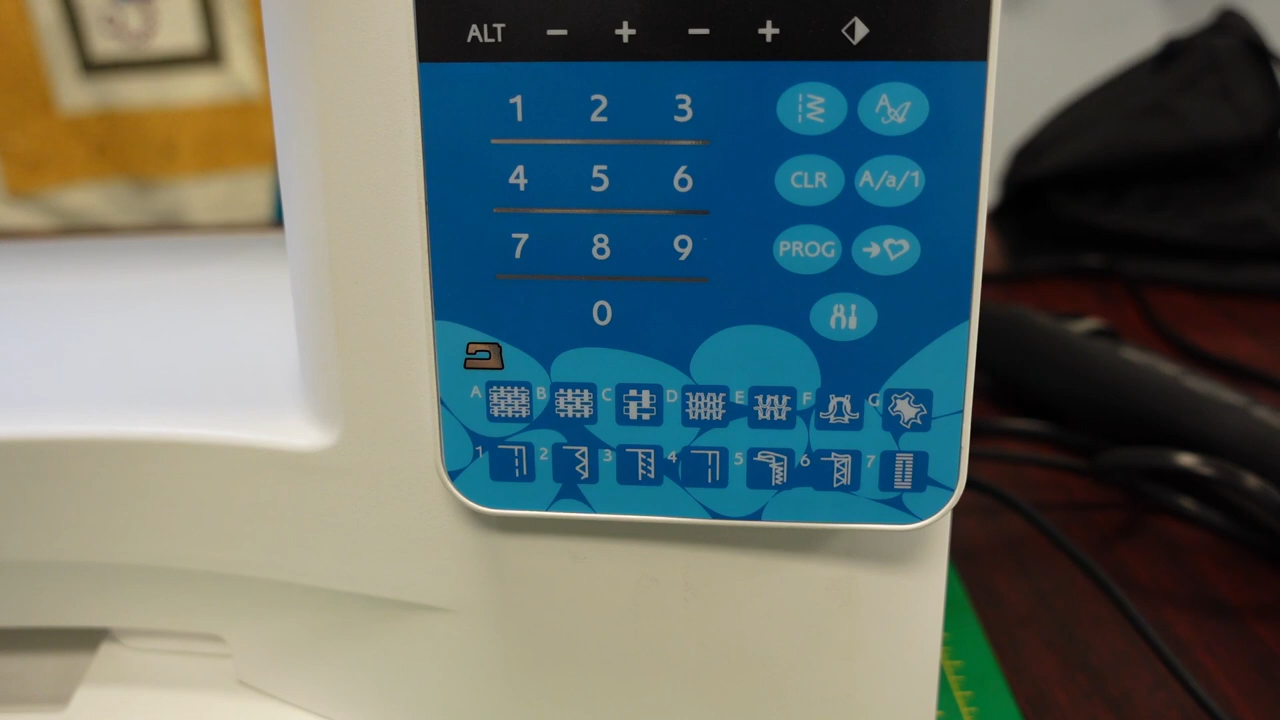 ALT − + − +
1 2 3
4 5 6 CLR A/a/1
7 8 9 PROG
0
A B C D E F G
1 2 3 4 5 6 7